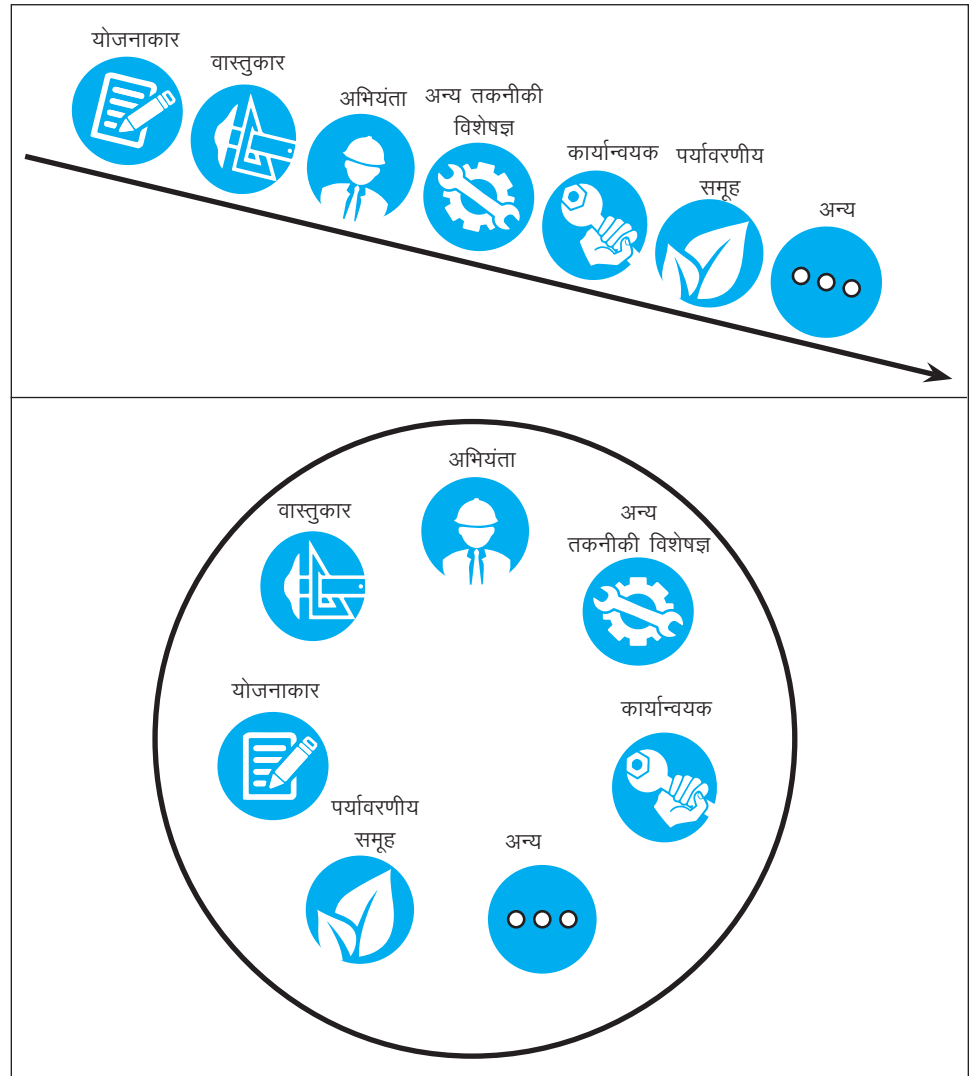 योजनाकार
वास्तुकार
अभियंता
अन्य तकनीकी
विशेषज्ञ
कार्यान्वयक
पर्यावरणीय
समूह
अन्य
अभियंता
वास्तुकार
अन्य
तकनीकी विशेषज्ञ
योजनाकार
कार्यान्वयक
पर्यावरणीय
समूह
अन्य